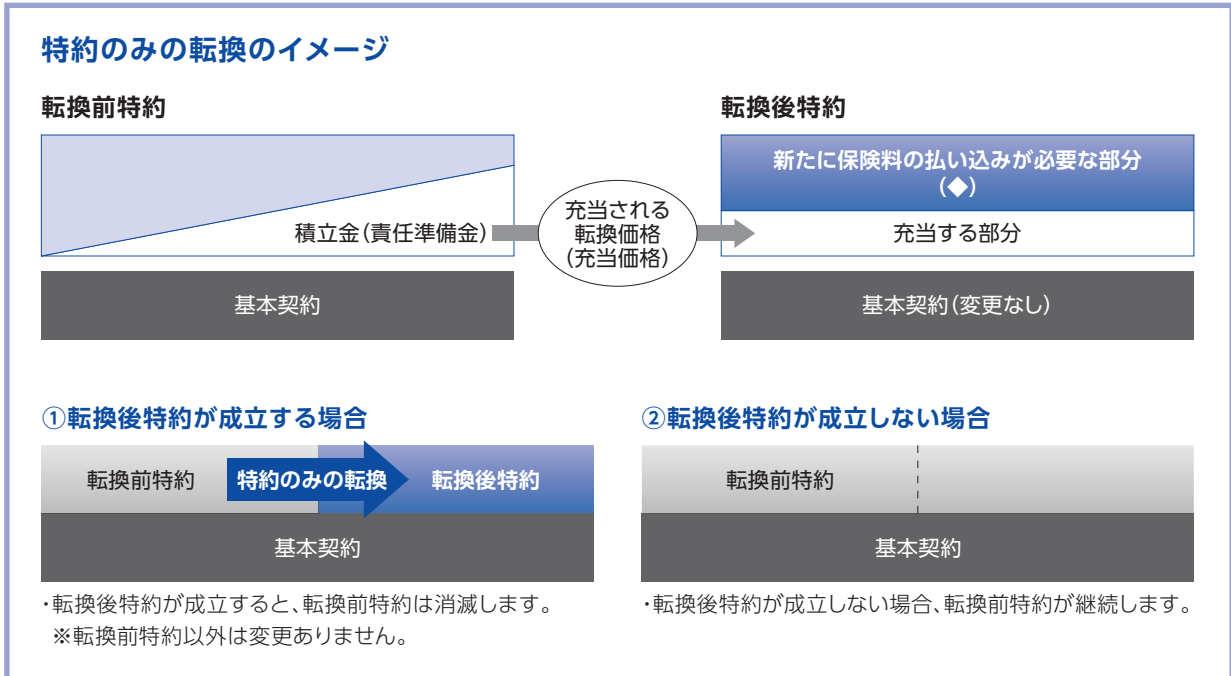 特約のみの転換のイメージ
転換前特約
積立金(責任準備金)
基本契約
充当される
転換価格
(充当価格)
転換後特約
新たに保険料の払い込みが必要な部分
(◆)
充当する部分
基本契約(変更なし)
①転換後特約が成立する場合
転換前特約
特約のみの転換
転換後特約
基本契約
・転換後特約が成立すると、転換前特約は消滅します。
※転換前特約以外は変更ありません。
②転換後特約が成立しない場合
転換前特約
基本契約
・転換後特約が成立しない場合、転換前特約が継続します。